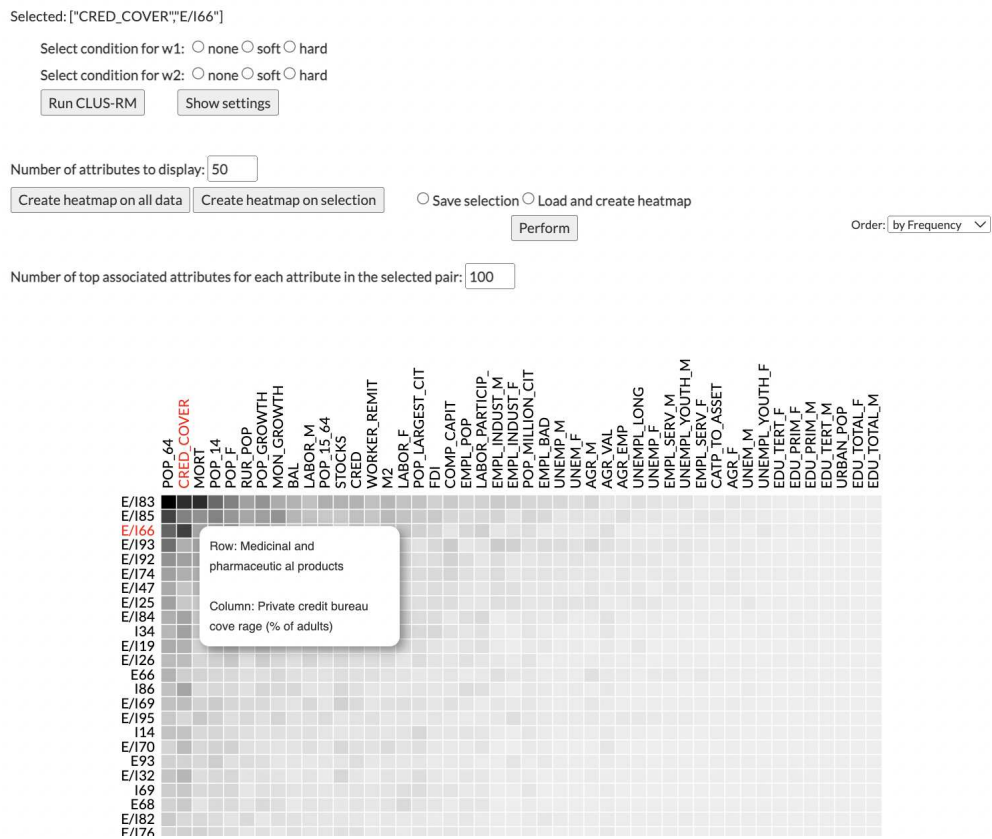 Selected: ["CRED_COVER","E/I66"]
Select condition for w1: none soft hard
Select condition for w2: none soft hard
Run CLUS-RM Show settings
Number of attributes to display: 50
Create heatmap on all data Create heatmap on selection Save selection Load and create heatmap
Perform
Order: by Frequency
Number of top associated attributes for each attribute in the selected pair: 100
POP_64
CRED_COVER
MORT
POP_14
POP_F
RUR_POP
POP_GROWTH
MON_GROWTH
BAL
LABOR_M
POP_15_64
STOCKS
CRED
WORKER_REMIT
M2
LABOR_F
POP_LARGEST_CIT
FDI
COMP_CAPIT
EMPL_POP
LABOR_PARTICIP_
EMPL_INDUST_M
EMPL_INDUST_F
POP_MILLION_CIT
EMPL_BAD
UNEMP_M
UNEM_F
AGR_M
AGR_VAL
AGR_EMP
UNEMPL_LONG
UNEMP_F
EMPL_SERV_M
UNEMPL_YOUTH_M
EMPL_SERV_F
CATP_TO_ASSET
AGR_F
UNEM_M
UNEMPL_YOUTH_F
EDU_TERT_F
EDU_PRIM_F
EDU_PRIM_M
EDU_TERT_M
URBAN_POP
EDU_TOTAL_F
EDU_TOTAL_M
E/I83
E/I85
E/I66
E/I93
E/I92
E/I74
E/I47
E/I25
E/I84
I34
E/I19
E/I26
E66
I86
E/I69
E/I95
I14
E/I70
E93
E/I32
I69
E68
E/I82
E/I76
Row: Medicinal and
pharmaceutic al products
Column: Private credit bureau
cove rage (% of adults)